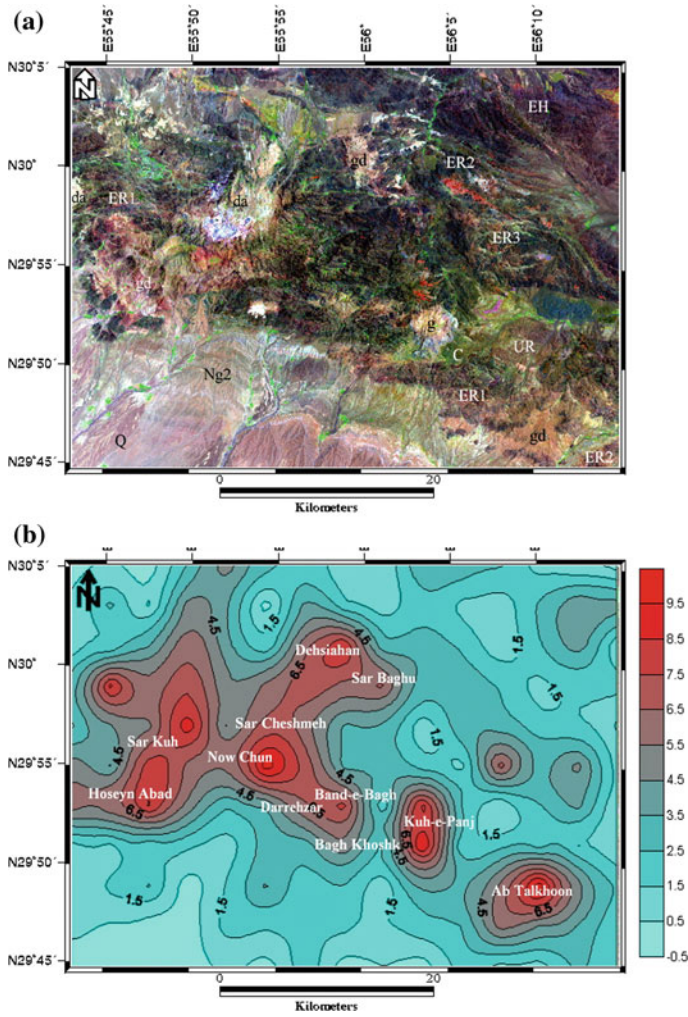 (a)
E55°45´ E55°50´ E55°55´ E56° E56°5´ E56°10´
N30°5´
N
EH
gd
ER2
N30°
da
ER1
da
ER3
N29°55´
gd
g
C
UR
N29°50´
Ng2
ER1
gd
Q
ER2
N29°45´
0 20
Kilometers
(b)
N30°5´
N
9.5
4.5
1.5
8.5
Dehsiahan
4.5
N30°
7.5
6.5
Sar Baghu
1.5
6.5
Sar Cheshmeh
1.5
4.5
Sar Kuh
5.5
Now Chun
N29°55´
4.5
Hoseyn Abad
4.5
Band-e-Bagh
4.5
6.5
Darrehzar
1.5
Kuh-e-Panj
3.5
6.5
N29°50´
Bagh Khoshk
1.5
2.5
1.5
1.5
Ab Talkhoon
1.5
4.5
6.5
0.5
N29°45´
-0.5
0 20
Kilometers